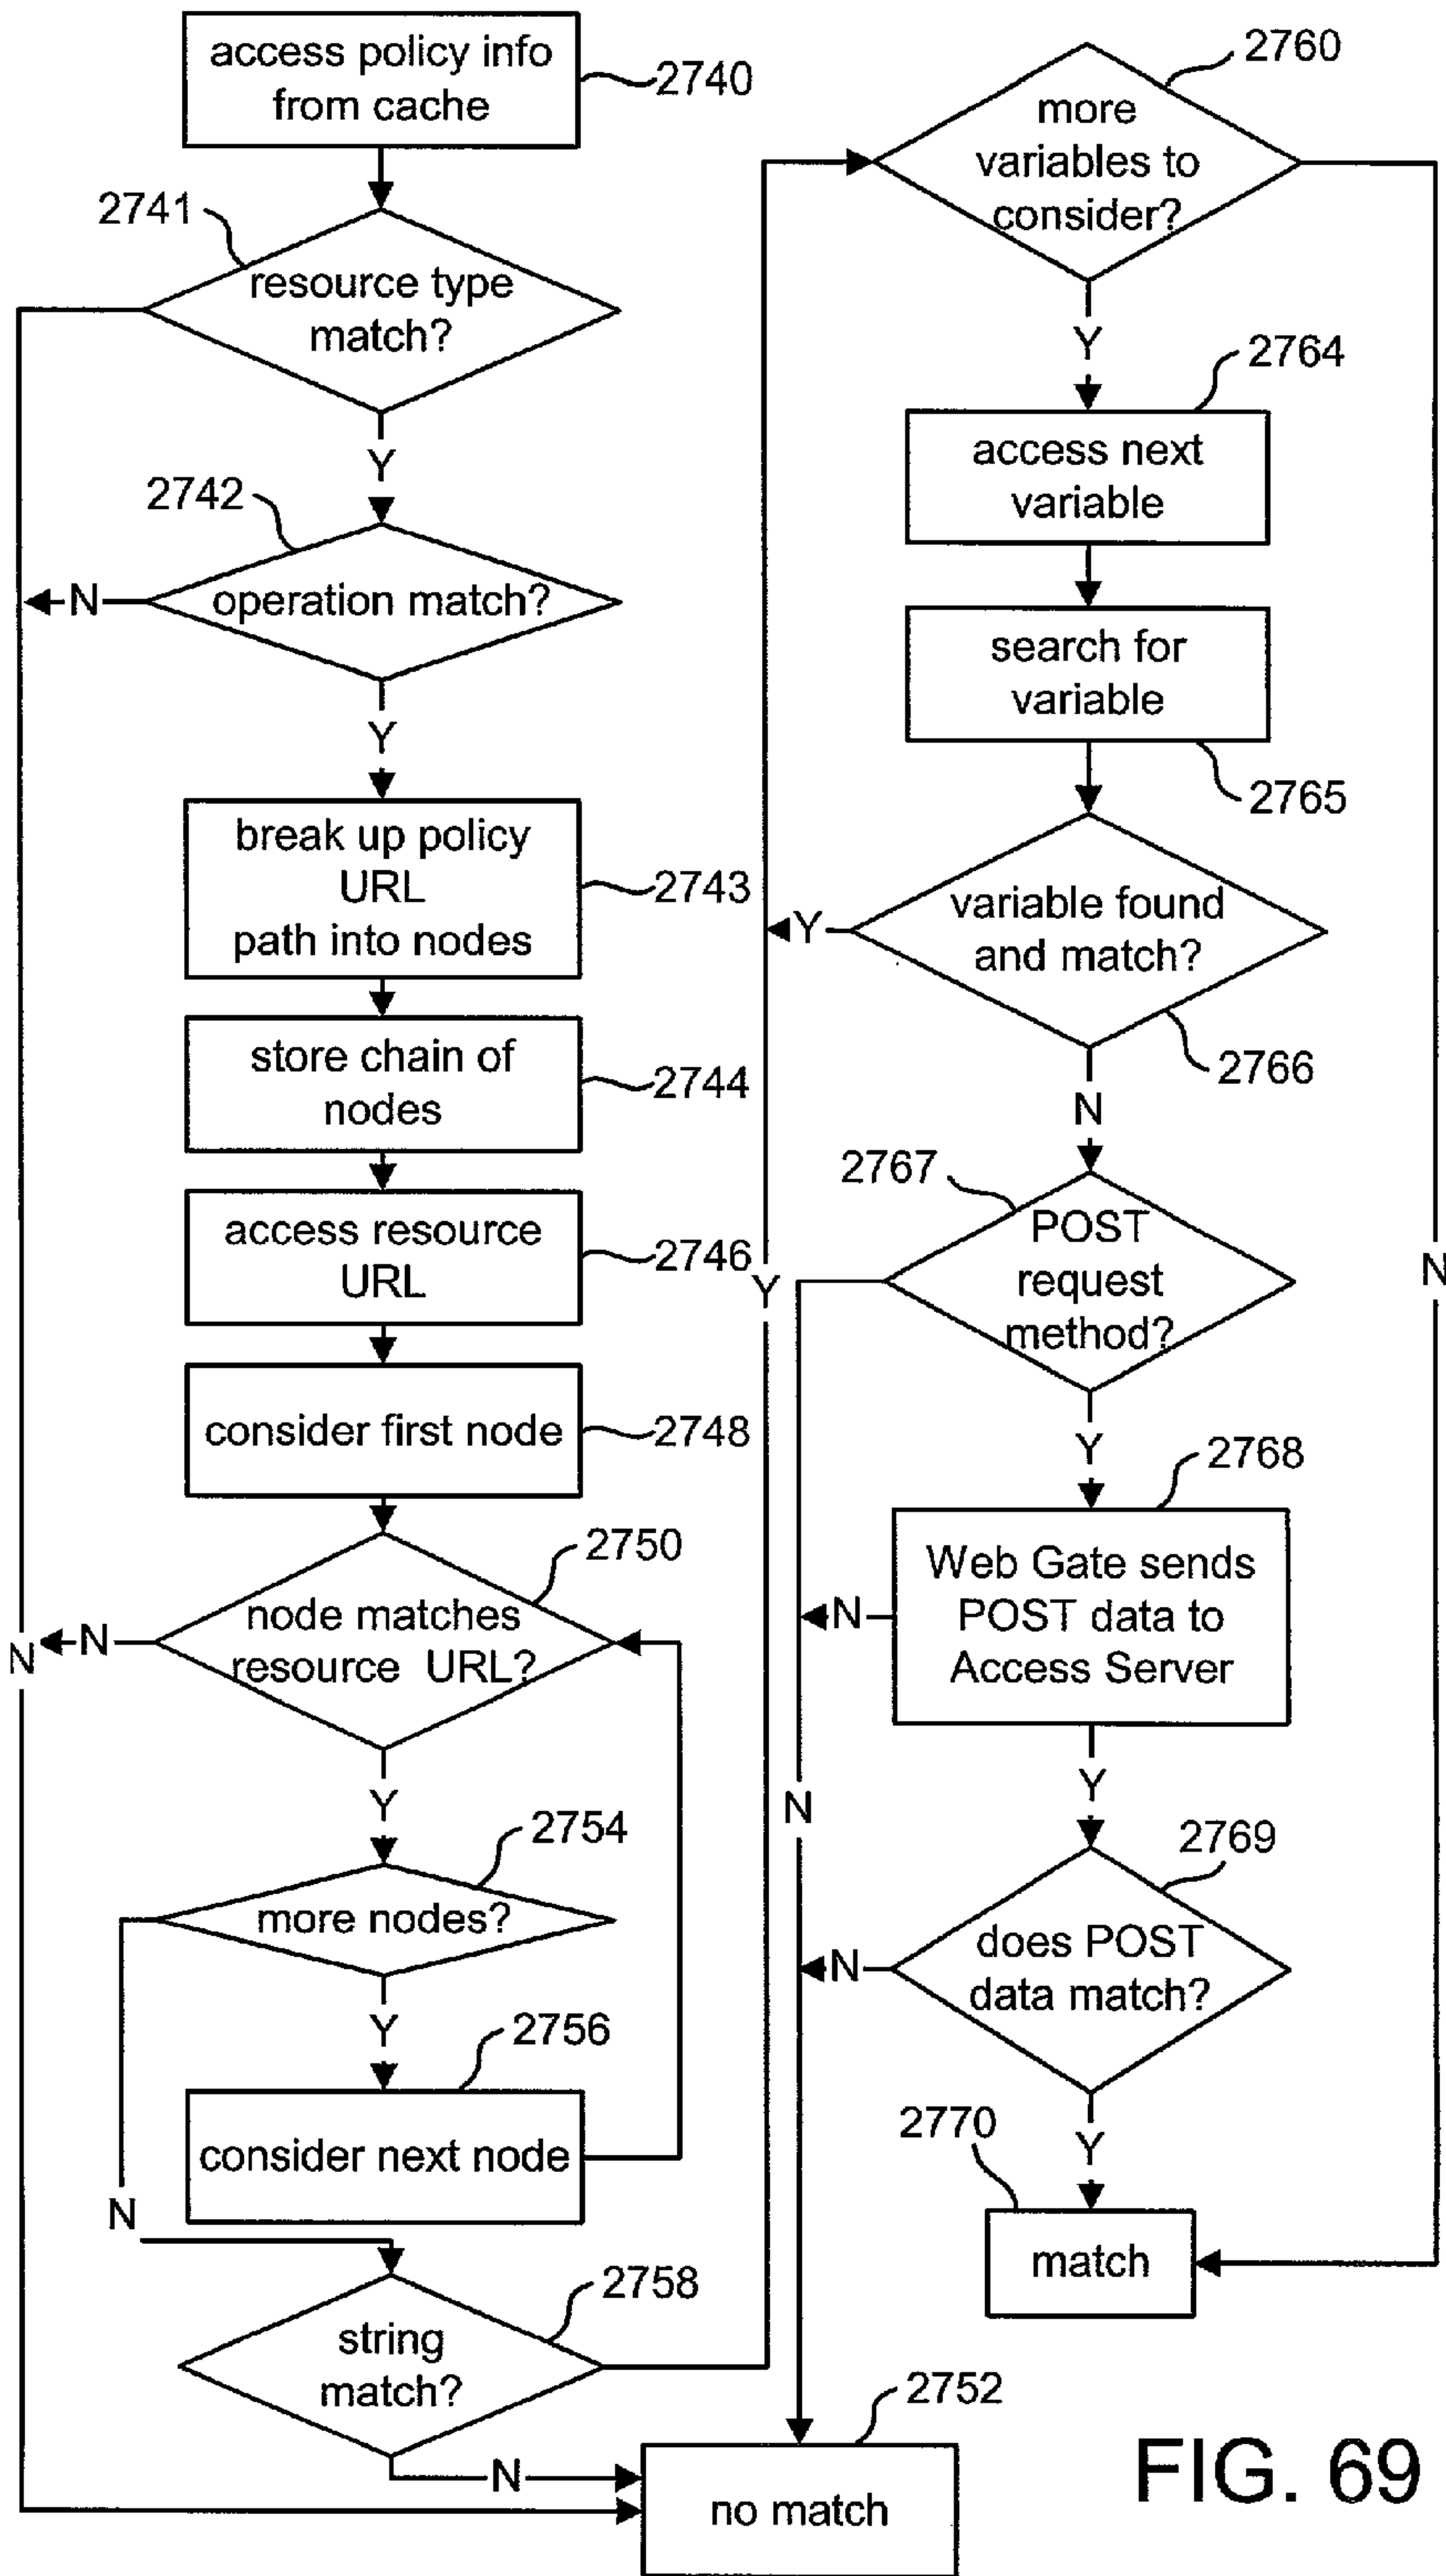 access policy info
from cache
2740
2741
resource type
match?
Y
2742
operation match?
N
Y
break up policy
URL
path into nodes
2743
store chain of
nodes
2744
access resource
URL
2746
consider first node
2748
2750
node matches
resource URL?
N
N
Y
2754
more nodes?
Y
2756
consider next node
N
2758
string
match?
N
Y
2752
no match
2760
more
variables to
consider?
Y
N
2764
access next
variable
search for
variable
2765
variable found
and match?
Y
2766
N
2767
POST
request
method?
Y
N
2768
Web Gate sends
POST data to
Access Server
N
Y
2769
does POST
data match?
N
Y
2770
match
FIG. 69